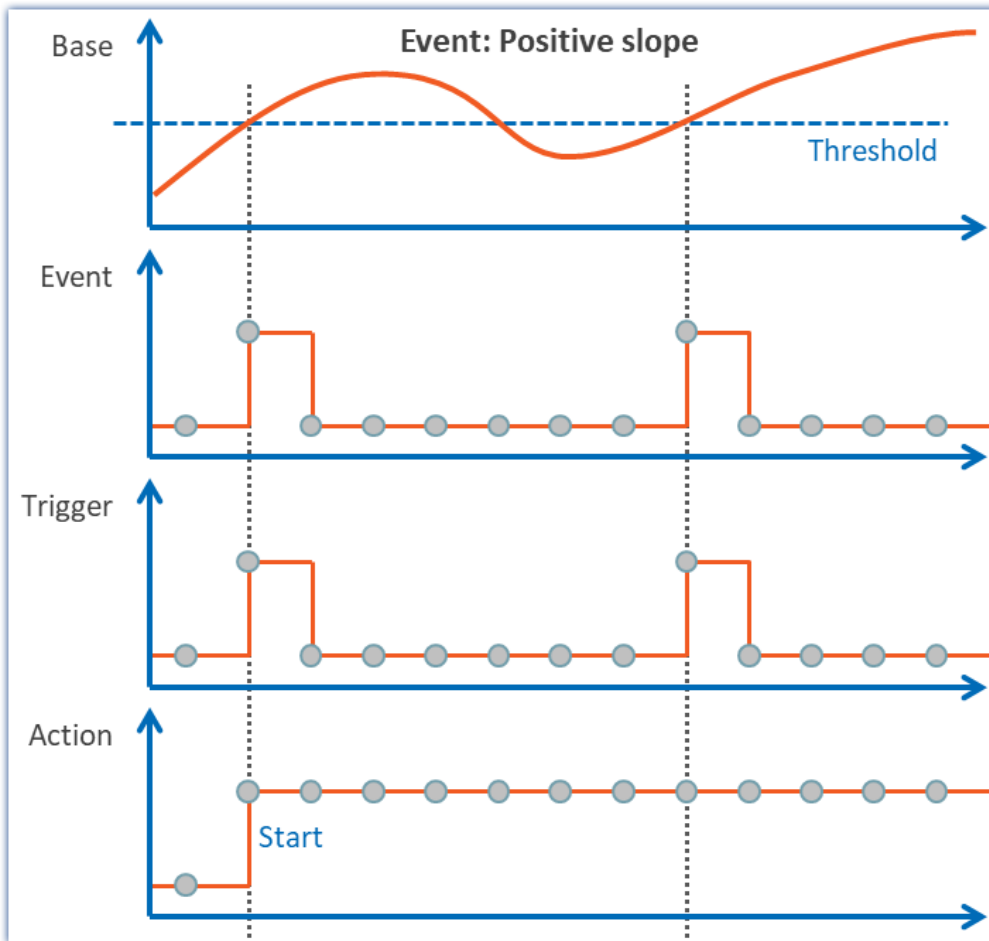 Base
Event: Positive slope
Threshold
Event
Trigger
Action
Start